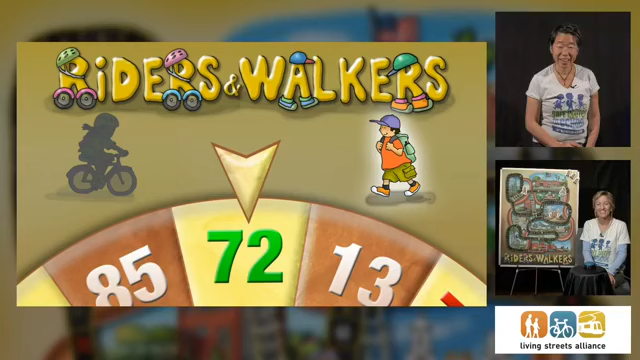 RiDERS & WALKERS
85
72
13
RIDERS & WALKERS
living streets alliance